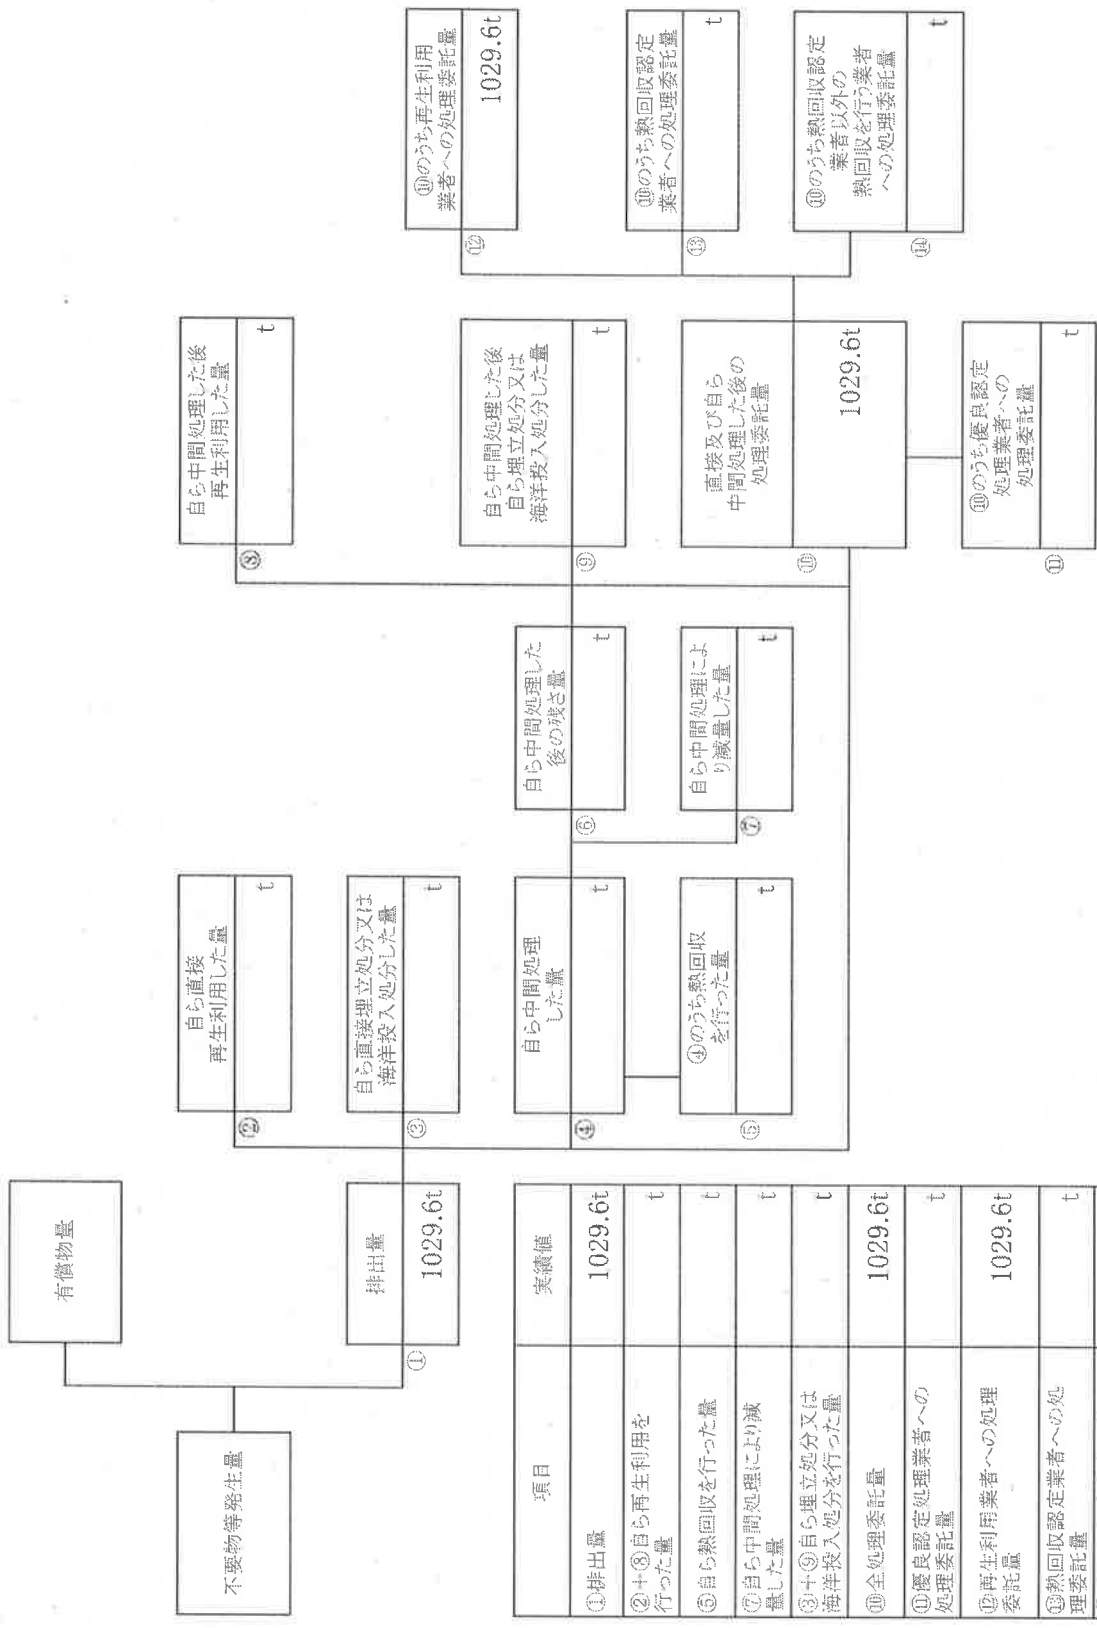 有償物量
不要物等発生量
①
排出量
1029.6t
②
自ら直接
再生利用した量
t
③
自ら直接埋立処分又は
海洋投入処分した量
t
④
自ら中間処理
した量
t
⑤
④のうち熱回収
を行った量
t
⑥
自ら中間処理した
後の残さ量
t
⑦
自ら中間処理によ
り減量した量
t
⑧
自ら中間処理した後
再生利用した量
t
⑨
自ら中間処理した後
自ら埋立処分又は
海洋投入処分した量
t
⑩
直接及び自ら
中間処理した後の
処理委託量
1029.6t
⑪
⑩のうち優良認定
処理業者への
処理委託量
t
⑫
⑩のうち再生利用
業者への処理委託量
1029.6t
⑬
⑩のうち熱回収認定
業者への処理委託量
t
⑭
⑩のうち熱回収認定
業者以外の
熱回収を行う業者
への処理委託量
t
項目 実績値
①排出量 1029.6t
②+⑧自ら再生利用を
行った量 t
⑤自ら熱回収を行った量 t
⑦自ら中間処理により減
量した量 t
③+⑨自ら埋立処分又は
海洋投入処分を行った量 t
⑩全処理委託量 1029.6t
⑪優良認定処理業者への
処理委託量 t
⑫再生利用業者への処理
委託量 1029.6t
⑬熱回収認定業者への処
理委託量 t